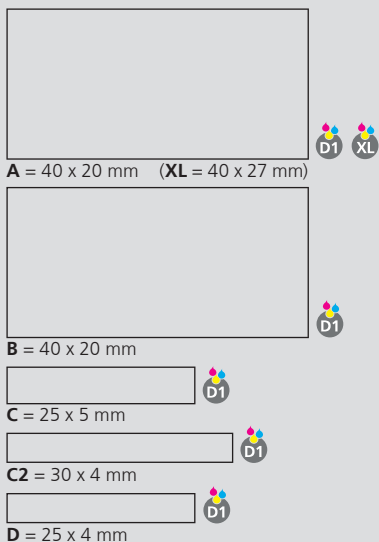 D1 XL
A = 40 x 20 mm (XL = 40 x 27 mm)
D1
B = 40 x 20 mm
D1
C = 25 x 5 mm
D1
C2 = 30 x 4 mm
D1
D = 25 x 4 mm